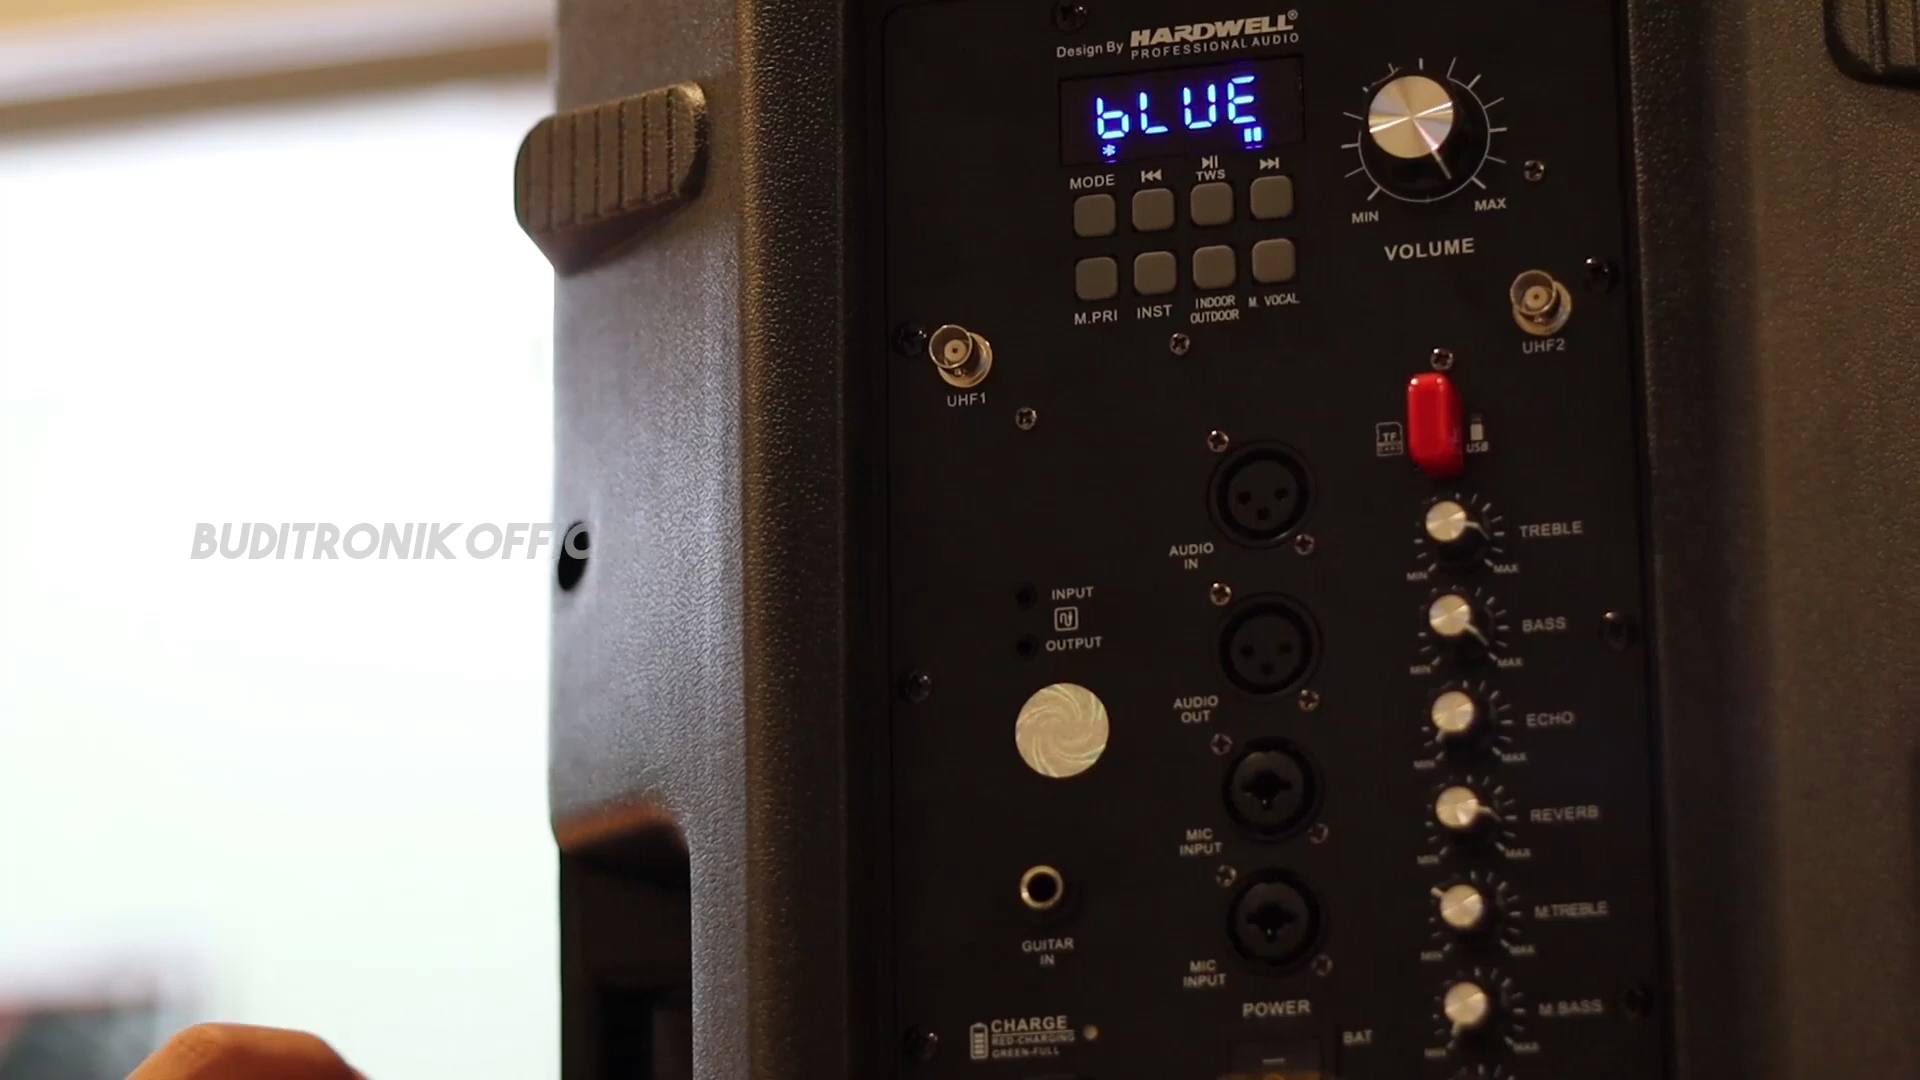 Design By HARDWELL®
PROFESSIONAL AUDIO
bLUE
MODE
TWS
M.PRI
INST
INDOOR
OUTDOOR
M. VOCAL
MIN
MAX
VOLUME
UHF1
UHF2
TF
USB
BUDITRONIK OFFIC
AUDIO
IN
INPUT
OUTPUT
AUDIO
OUT
MIC
INPUT
GUITAR
IN
MIC
INPUT
POWER
BAT
CHARGE
RED-CHARGING
GREEN-FULL
TREBLE
MIN
MAX
BASS
MIN
MAX
ECHO
MIN
MAX
REVERB
MIN
MAX
M.TREBLE
MIN
MAX
M.BASS
MIN
MAX